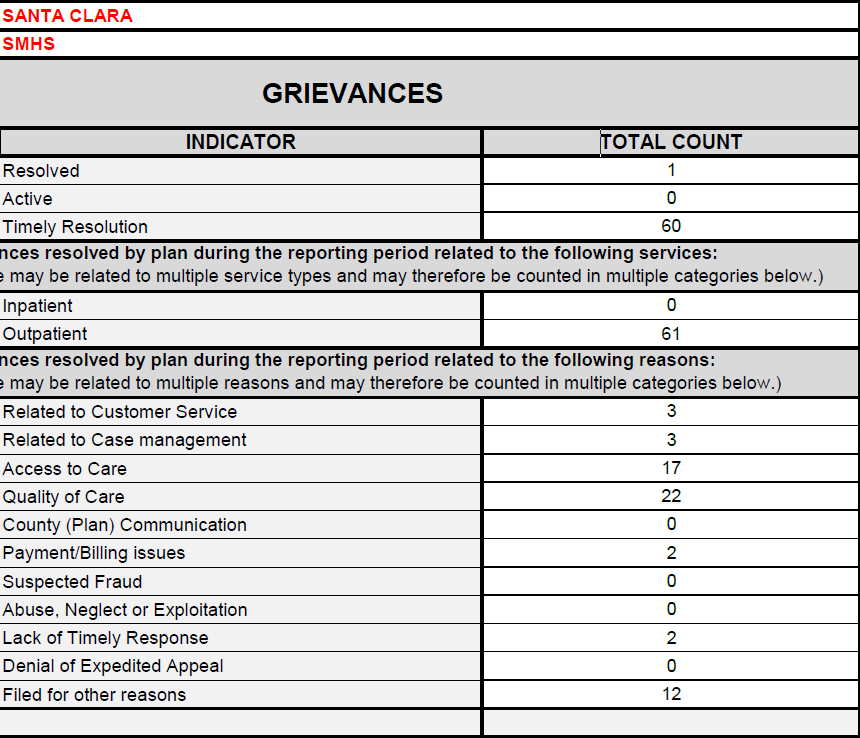 SANTA CLARA
SMHS
GRIEVANCES
INDICATOR TOTAL COUNT
Resolved 1
Active 0
Timely Resolution 60
nces resolved by plan during the reporting period related to the following services:
e may be related to multiple service types and may therefore be counted in multiple categories below.)
Inpatient 0
Outpatient 61
nces resolved by plan during the reporting period related to the following reasons:
e may be related to multiple reasons and may therefore be counted in multiple categories below.)
Related to Customer Service 3
Related to Case management 3
Access to Care 17
Quality of Care 22
County (Plan) Communication 0
Payment/Billing issues 2
Suspected Fraud 0
Abuse, Neglect or Exploitation 0
Lack of Timely Response 2
Denial of Expedited Appeal 0
Filed for other reasons 12